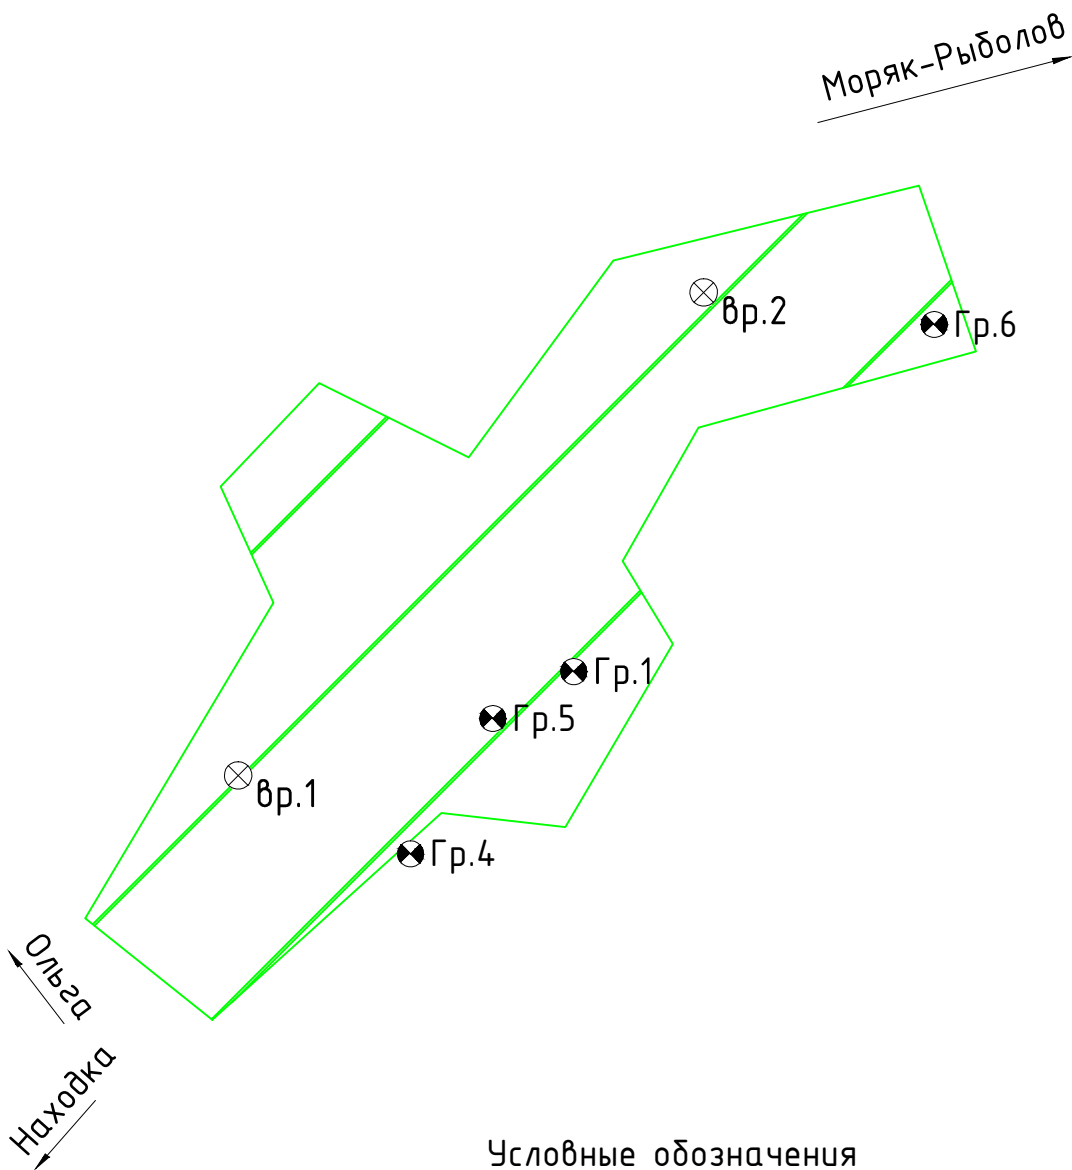 Моряк-Рыболов
вр.2
Гр.6
Гр.1
Гр.5
вр.1
Гр.4
Ольга
Находка
Условные обозначения